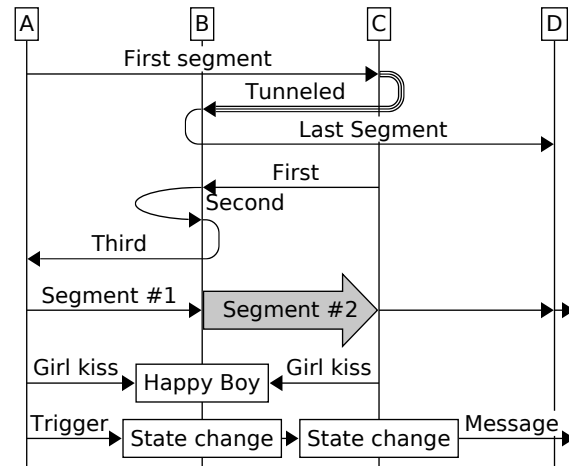 A B C D
First segment
Tunneled
Last Segment
First
Second
Third
Segment #1 Segment #2
Girl kiss Happy Boy Girl kiss
Trigger State change State change Message